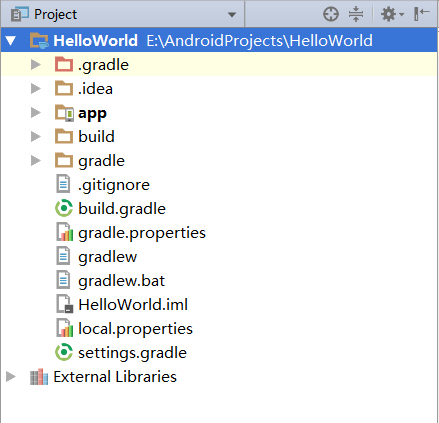 Project
HelloWorld E:\AndroidProjects\HelloWorld
.gradle
.idea
app
build
gradle
.gitignore
build.gradle
gradle.properties
gradlew
gradlew.bat
HelloWorld.iml
local.properties
settings.gradle
External Libraries